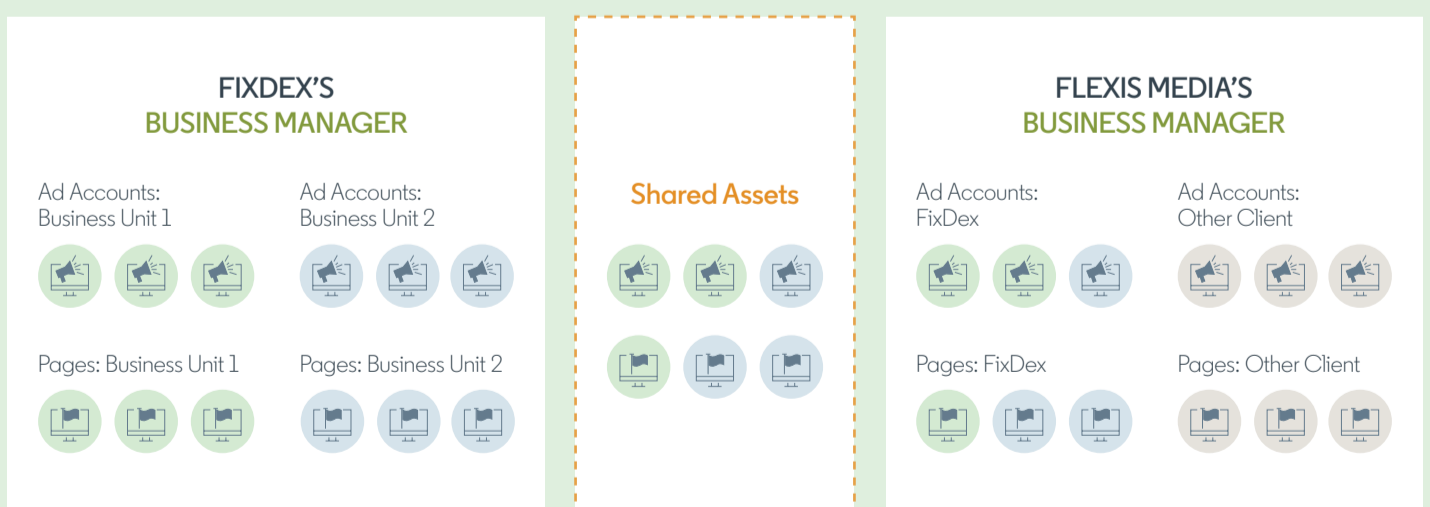 FIXDEX'S
BUSINESS MANAGER
Ad Accounts:
Business Unit 1
Ad Accounts:
Business Unit 2
Pages: Business Unit 1
Pages: Business Unit 2
Shared Assets
FLEXIS MEDIA'S
BUSINESS MANAGER
Ad Accounts:
FixDex
Ad Accounts:
Other Client
Pages: FixDex
Pages: Other Client